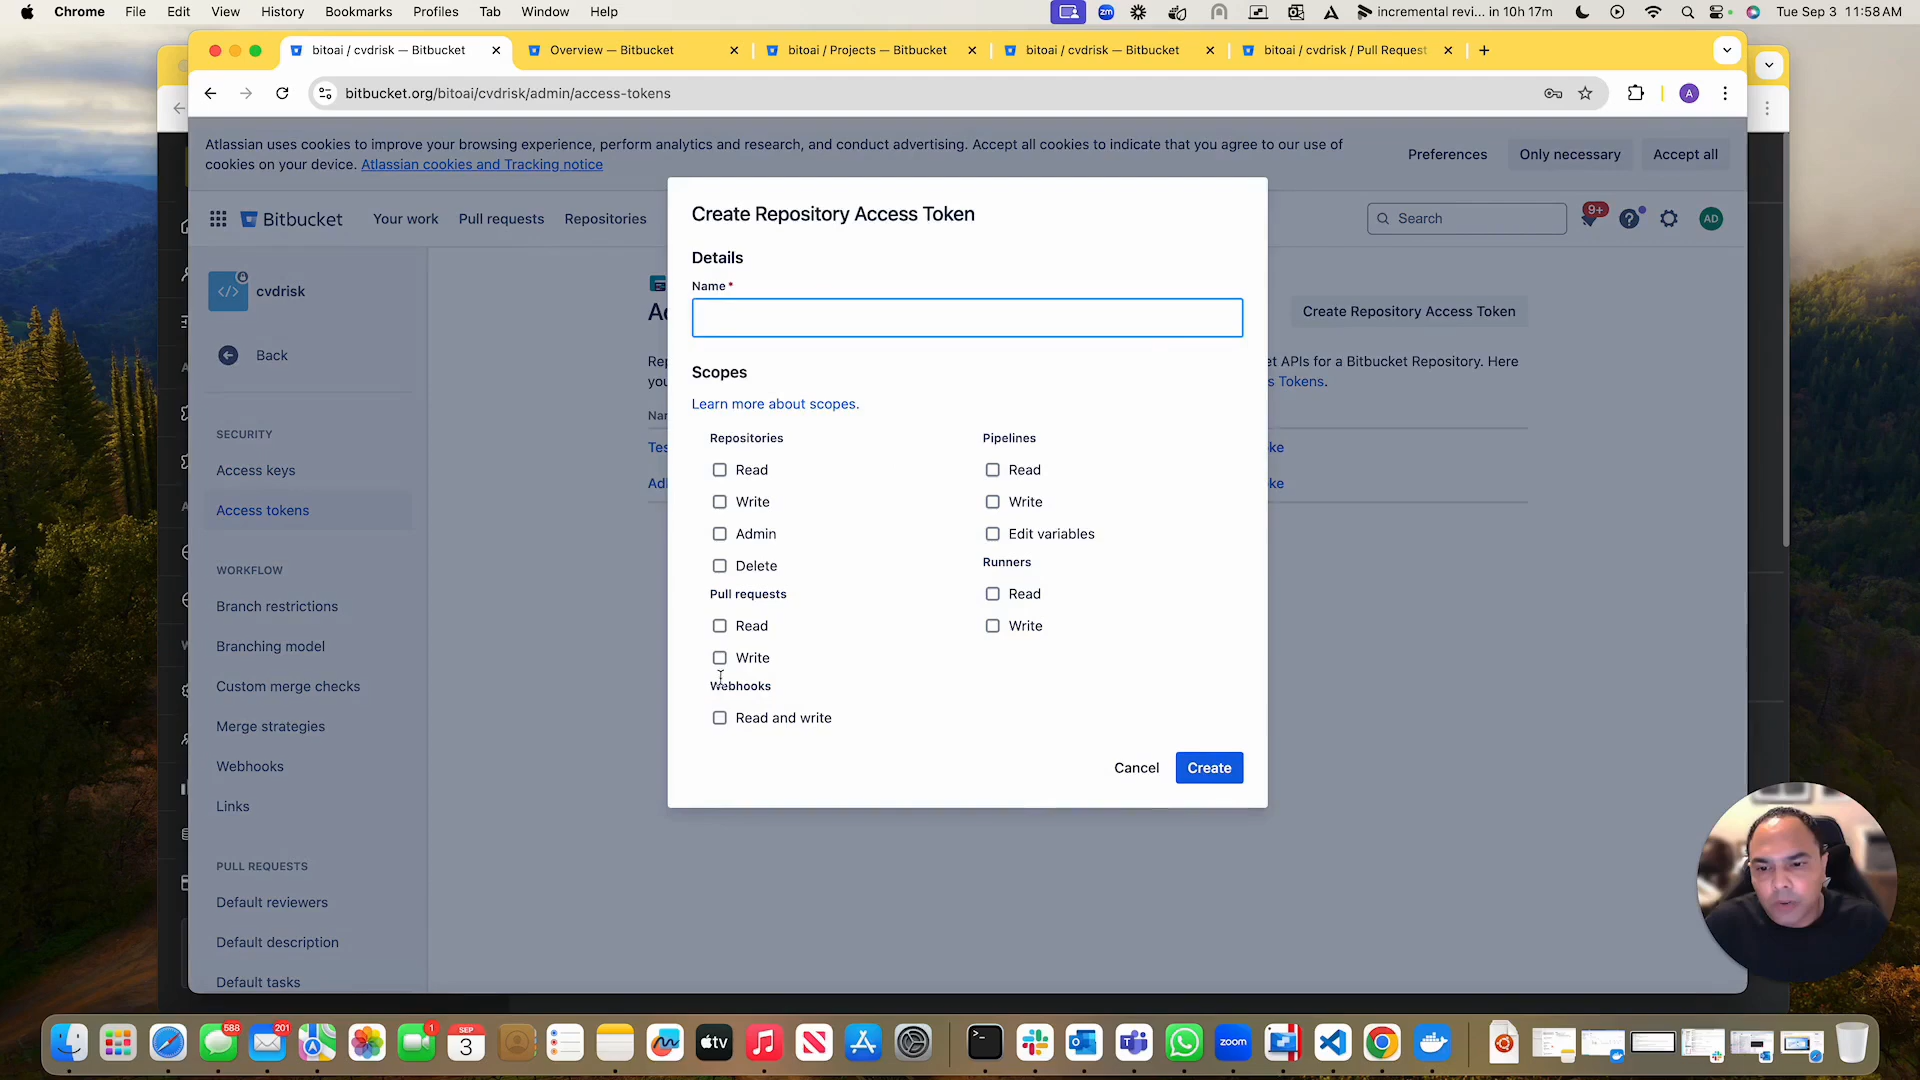 Chrome File Edit View History Bookmarks Profiles Tab Window Help
incremental revi... in 10h 17m
Tue Sep 3 11:58 AM
bitoai / cvdrisk — Bitbucket
Overview — Bitbucket
bitoai / Projects — Bitbucket
bitoai / cvdrisk — Bitbucket
bitoai / cvdrisk / Pull Request
bitbucket.org/bitoai/cvdrisk/admin/access-tokens
A
Atlassian uses cookies to improve your browsing experience, perform analytics and research, and conduct advertising. Accept all cookies to indicate that you agree to our use of
cookies on your device. Atlassian cookies and Tracking notice
Preferences
Only necessary
Accept all
Bitbucket
Your work
Pull requests
Repositories
Search
9+
AD
cvdrisk
Back
SECURITY
Access keys
Access tokens
WORKFLOW
Branch restrictions
Branching model
Custom merge checks
Merge strategies
Webhooks
Links
PULL REQUESTS
Default reviewers
Default description
Default tasks
Create Repository Access Token
et APIs for a Bitbucket Repository. Here
s Tokens.
Create Repository Access Token
Details
Name *
Scopes
Learn more about scopes.
Repositories
Read
Write
Admin
Delete
Pull requests
Read
Write
Webhooks
Read and write
Pipelines
Read
Write
Edit variables
Runners
Read
Write
Cancel
Create
588
201
1
SEP
3
tv
zoom